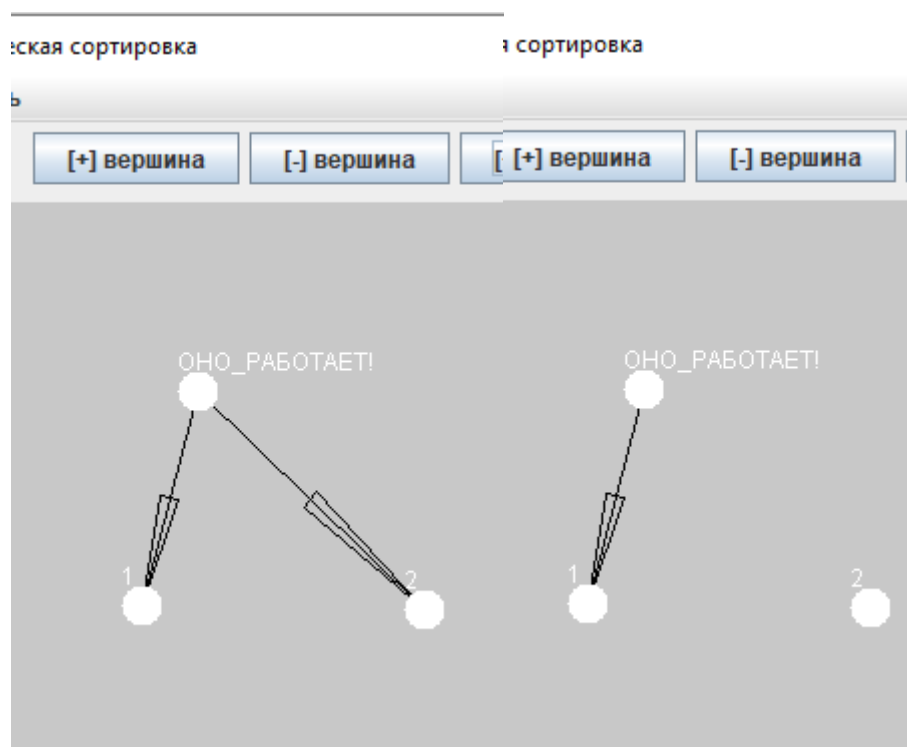 еская сортировка
я сортировка
ь
[+] вершина
[-] вершина
[
[+] вершина
[-] вершина
ОНО_РАБОТАЕТ!
ОНО_РАБОТАЕТ!
1
2
1
2